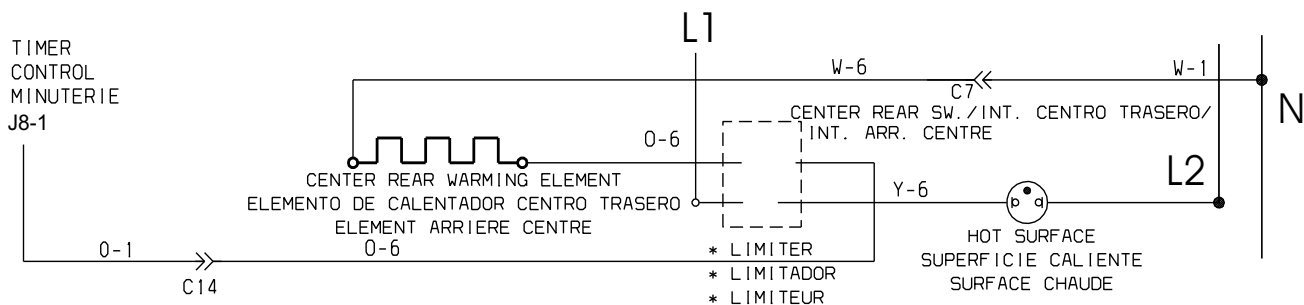 L1
TIMER
CONTROL
MINUTERIE
J8-1
W-6
W-1
C7
N
CENTER REAR SW./INT. CENTRO TRASERO/
INT. ARR. CENTRE
O-6
L2
CENTER REAR WARMING ELEMENT
ELEMENTO DE CALENTADOR CENTRO TRASERO
ELEMENT ARRIERE CENTRE
Y-6
O-1
O-6
C14
* LIMITER
* LIMITADOR
* LIMITEUR
HOT SURFACE
SUPERFICIE CALIENTE
SURFACE CHAUDE